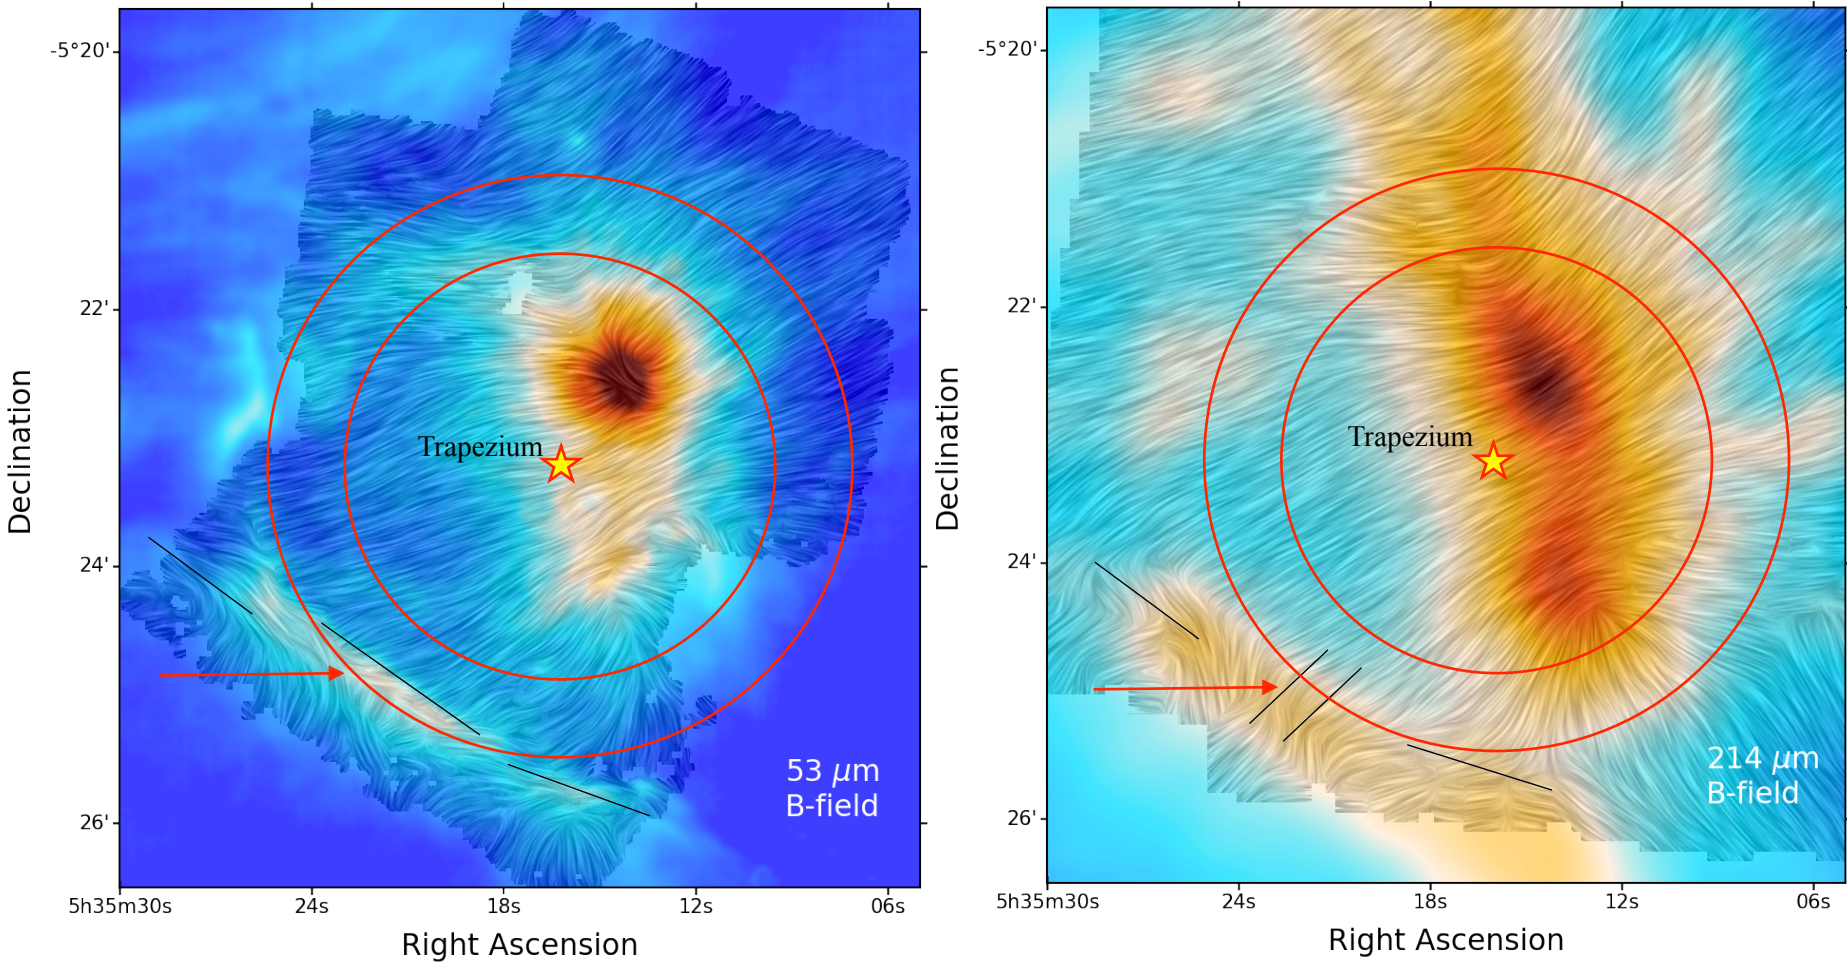 Declination
-5°20'
22'
24'
26'
Trapezium
53 μm
B-field
5h35m30s
24s
18s
12s
06s
Right Ascension
Declination
-5°20'
22'
24'
26'
Trapezium
214 μm
B-field
5h35m30s
24s
18s
12s
06s
Right Ascension